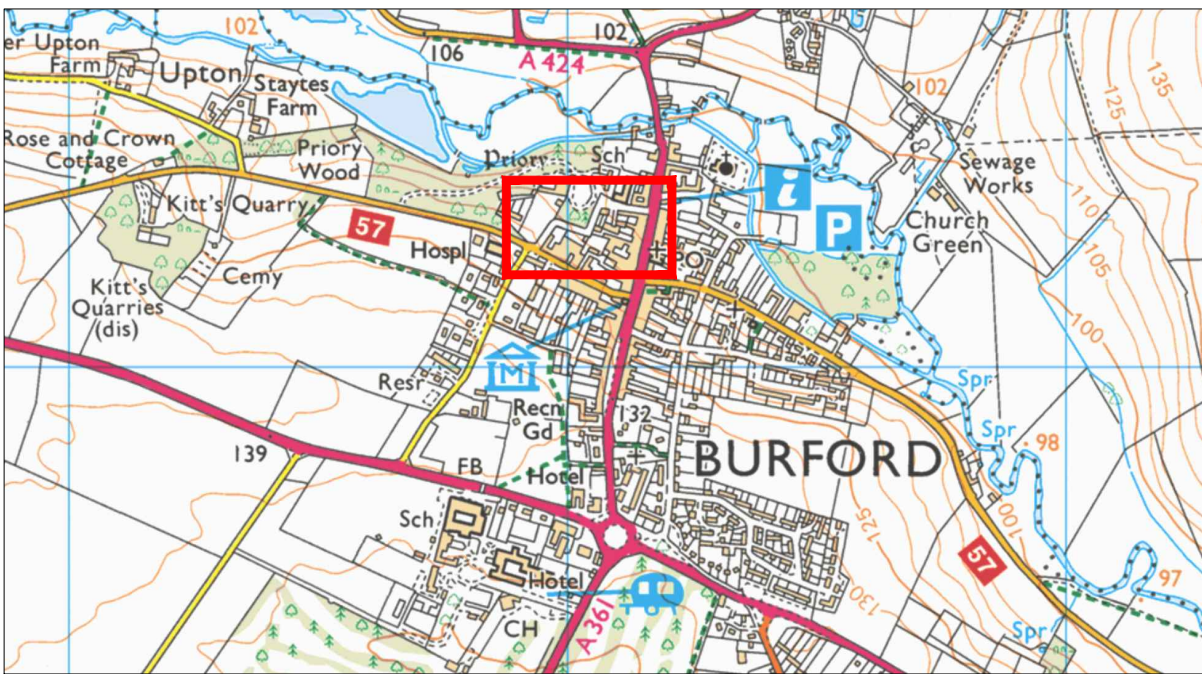 102
er Upton
Farm
Upton
Staytes
Farm
106
A 424
102
102
135
125
Rose and Crown
Cottage
Priory
Wood
Priory
Sch
Sewage
Works
Kitt's Quarry
57
Hospl
i
P
Church
Green
110
105
100
Cemy
Kitt's
Quarries
(dis)
PO
M
Resr
Recn
Gd
132
Spr
Spr
98
BURFORD
139
FB
Hotel
Sch
Hotel
125
130
100
57
97
CH
A 361
Spr